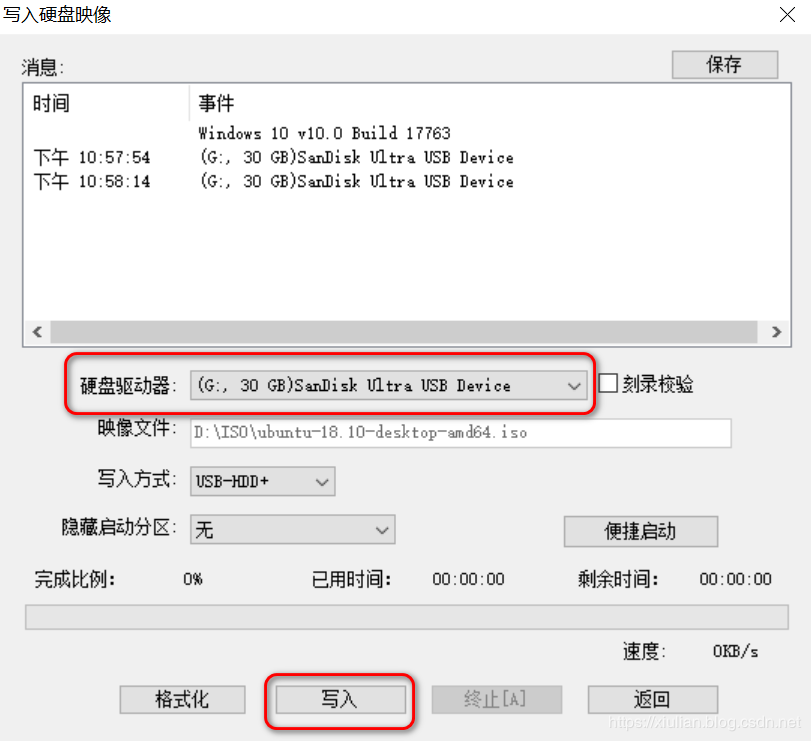 写入硬盘映像
消息:
保存
时间 事件
Windows 10 v10.0 Build 17763
下午 10:57:54 (G:, 30 GB)SanDisk Ultra USB Device
下午 10:58:14 (G:, 30 GB)SanDisk Ultra USB Device
硬盘驱动器: (G:, 30 GB)SanDisk Ultra USB Device 刻录校验
映像文件: D:\ISO\ubuntu-18.10-desktop-amd64.iso
写入方式: USB-HDD+
隐藏启动分区: 无 便捷启动
完成比例: 0% 已用时间: 00:00:00 剩余时间: 00:00:00
速度: 0KB/s
格式化 写入 终止[A] 返回
https://xiulian.blog.csdn.net